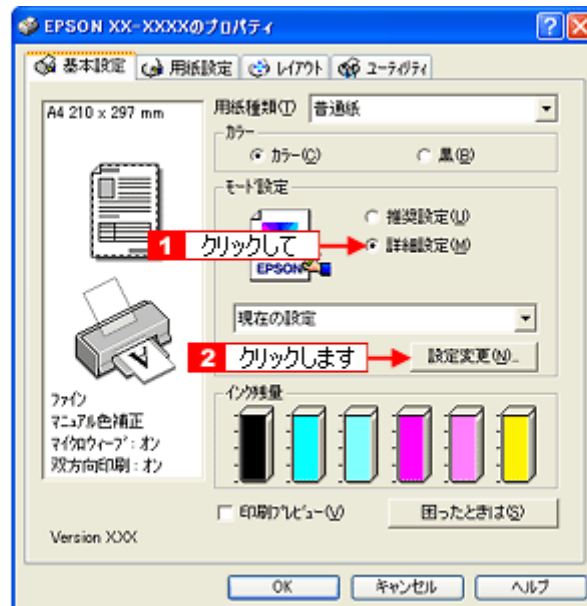 EPSON XX-XXXXのプロパティ
基本設定 用紙設定 レイアウト ユーティリティ
A4 210 x 297 mm
用紙種類(T) 普通紙
カラー
カラー(C) 黒(B)
モード設定
推奨設定(U)
1 クリックして
詳細設定(M)
EPSON
現在の設定
2 クリックします
設定変更(N)...
ファイン
マニュアル色補正
マイクロウィーブ:オン
双方向印刷:オン
インク残量
印刷プレビュー(V) 困ったときは(S)
Version XXX
OK キャンセル ヘルプ